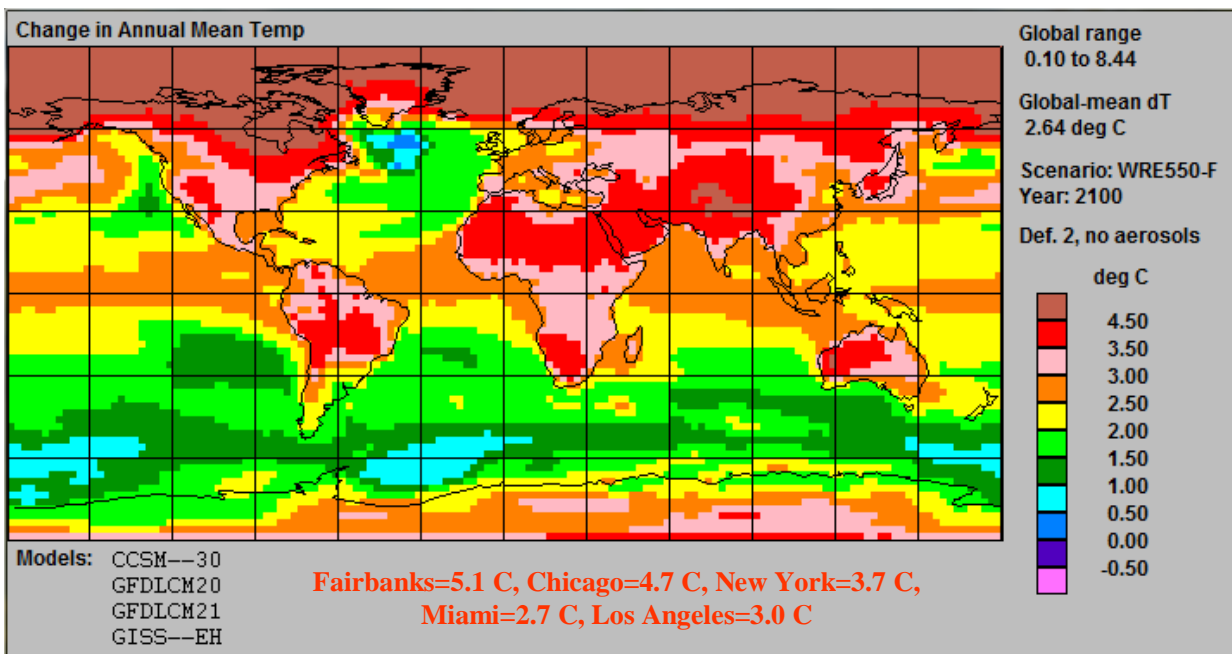 Change in Annual Mean Temp
Global range
0.10 to 8.44
Global-mean dT
2.64 deg C
Scenario: WRE550-F
Year: 2100
Def. 2, no aerosols
deg C
4.50
3.50
3.00
2.50
2.00
1.50
1.00
0.50
0.00
-0.50
Models:
CCSM--30
GFDLCM20
GFDLCM21
GISS--EH
Fairbanks=5.1 C, Chicago=4.7 C, New York=3.7 C,
Miami=2.7 C, Los Angeles=3.0 C